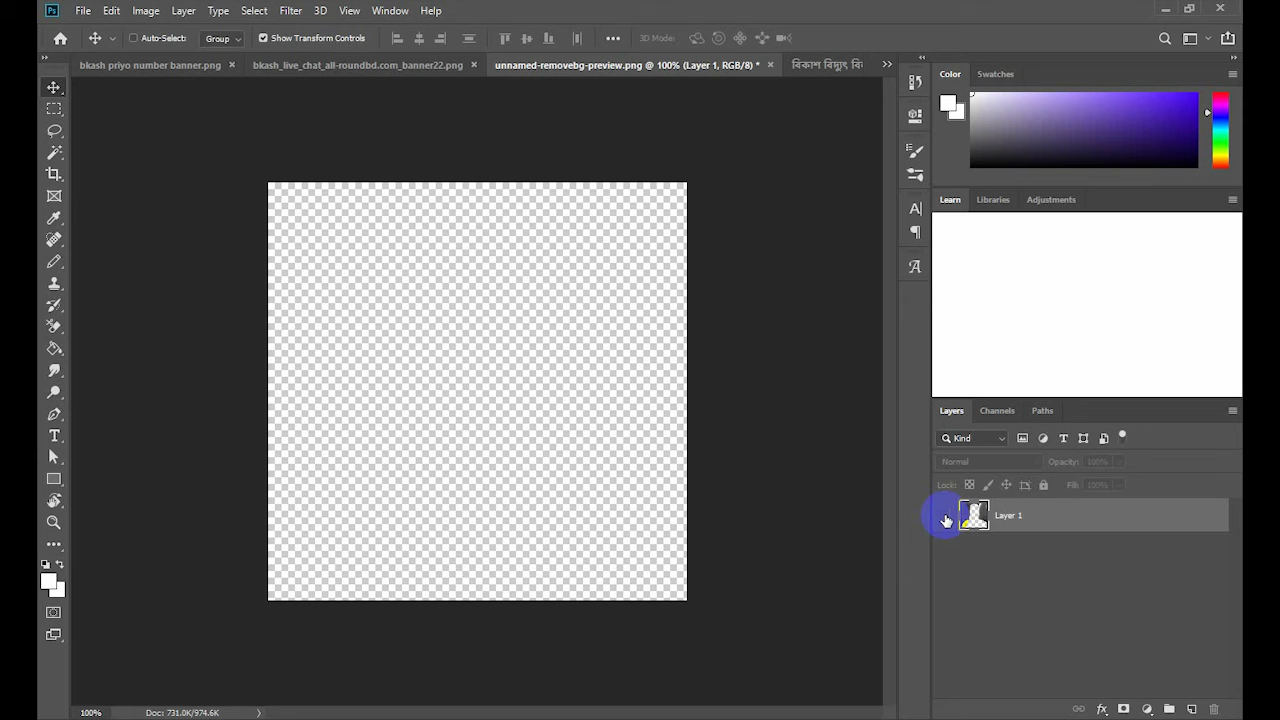 Ps File Edit Image Layer Type Select Filter 3D View Window Help
Auto-Select: Group Show Transform Controls 3D Mode:
bkash priyo number banner.png × bkash_live_chat_all-roundbd.com_banner22.png × unnamed-removebg-preview.png @ 100% (Layer 1, RGB/8) * × বিকাশ বিদ্যুৎ বি
Color Swatches
Learn Libraries Adjustments
Layers Channels Paths
Kind
Normal Opacity: 100%
Lock: Fill: 100%
Layer 1
100% Doc: 731.0K/974.6K